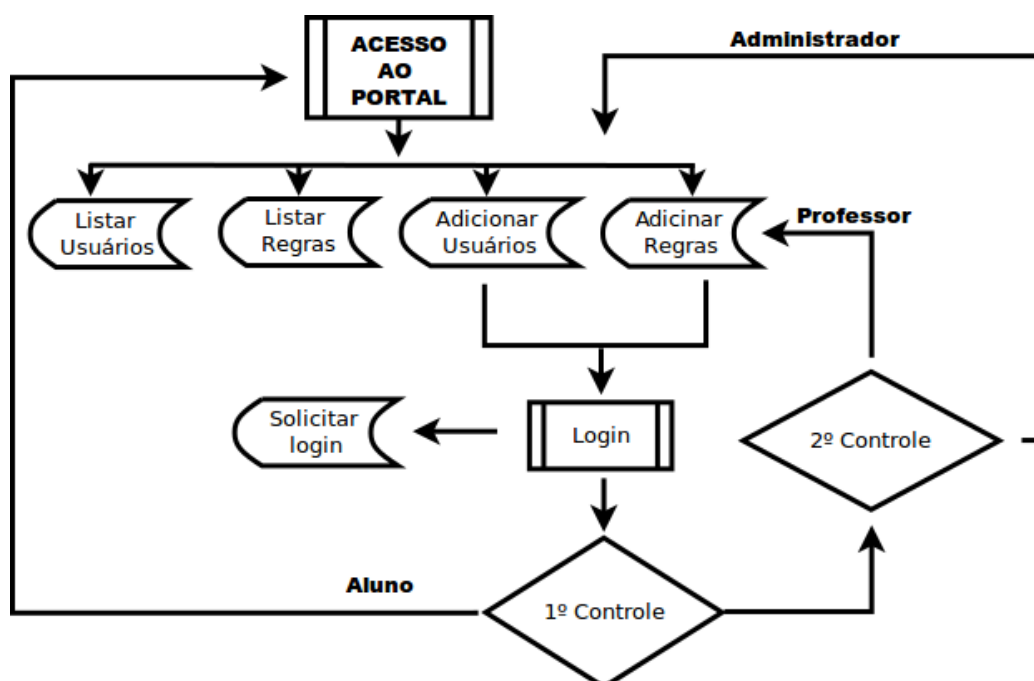 ACESSO
AO
PORTAL
Administrador
Listar
Usuários
Listar
Regras
Adicionar
Usuários
Adicinar
Regras
Professor
Solicitar
login
Login
2º Controle
Aluno
1º Controle